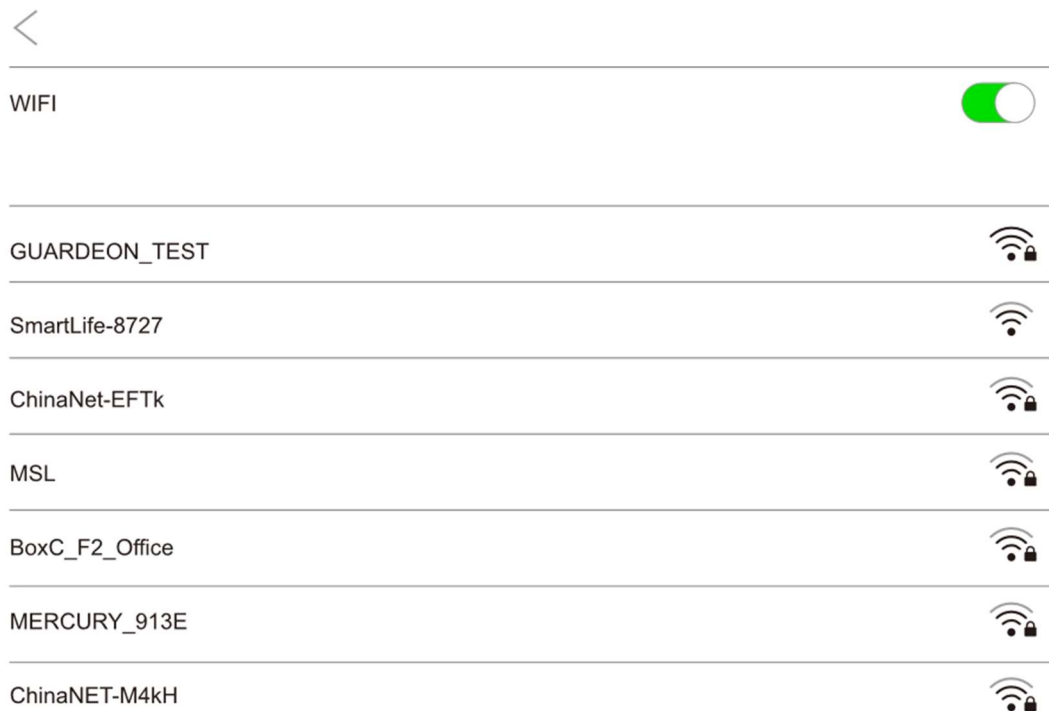 WIFI
GUARDEON_TEST
SmartLife-8727
ChinaNet-EFTk
MSL
BoxC_F2_Office
MERCURY_913E
ChinaNET-M4kH